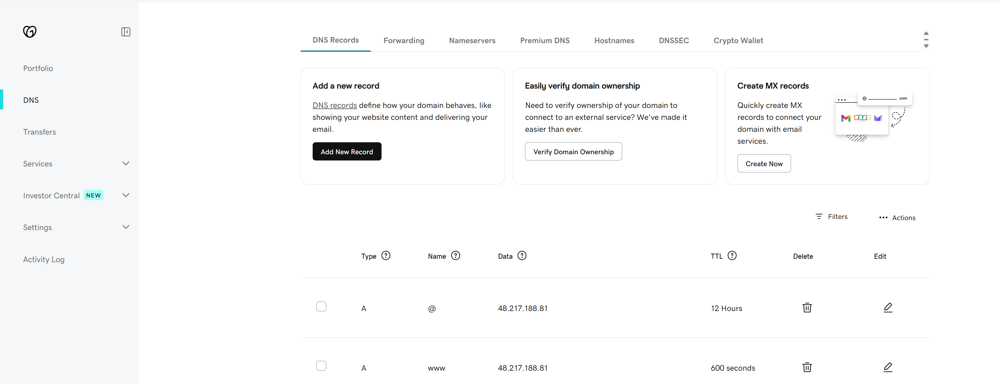 Portfolio
DNS
Transfers
Services
Investor Central NEW
Settings
Activity Log
DNS Records Forwarding Nameservers Premium DNS Hostnames DNSSEC Crypto Wallet
Add a new record
DNS records define how your domain behaves, like
showing your website content and delivering your
email.
Add New Record
Easily verify domain ownership
Need to verify ownership of your domain to
connect to an external service? We've made it
easier than ever.
Verify Domain Ownership
Create MX records
Quickly create MX
records to connect your
domain with email
services.
Create Now
.com
Filters Actions
Type ? Name ? Data ? TTL ? Delete Edit
A @ 48.217.188.81 12 Hours
A www 48.217.188.81 600 seconds